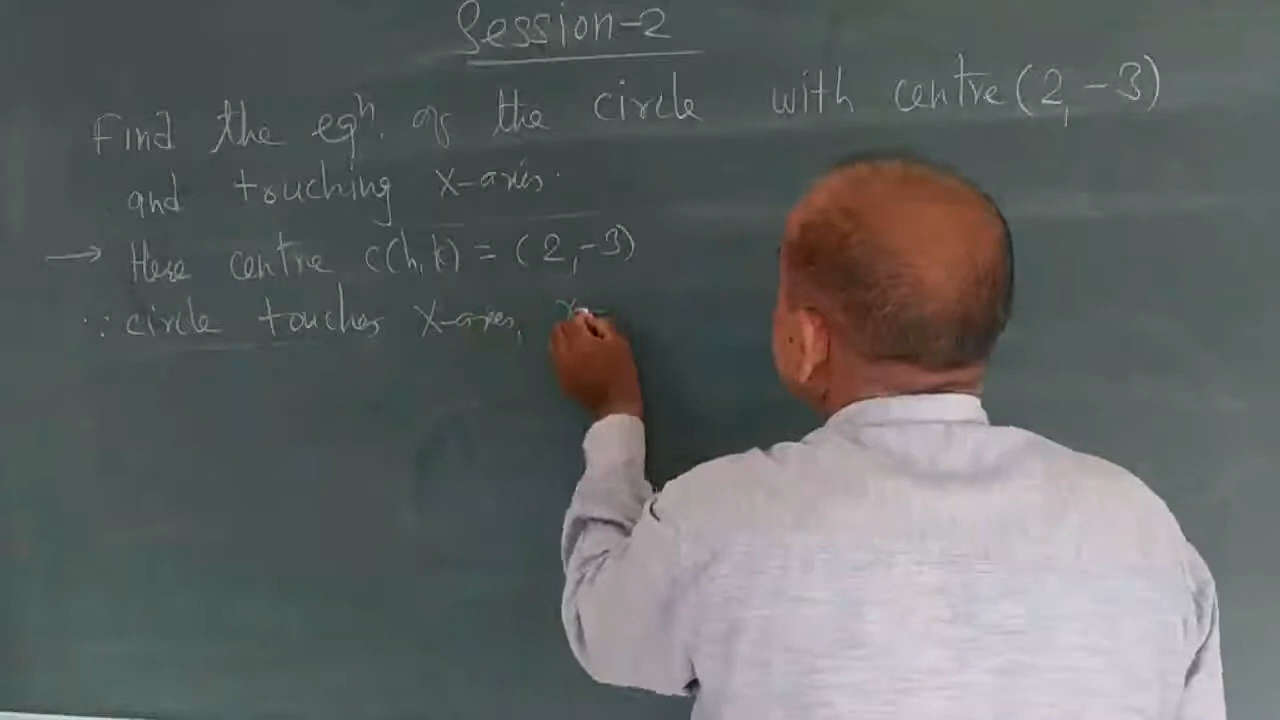 Session-2
Find the eqⁿ. of the circle with centre (2, -3)
and touching X-axis.
→ Here centre C(h, k) = (2, -3)
∵ circle touches X-axis,